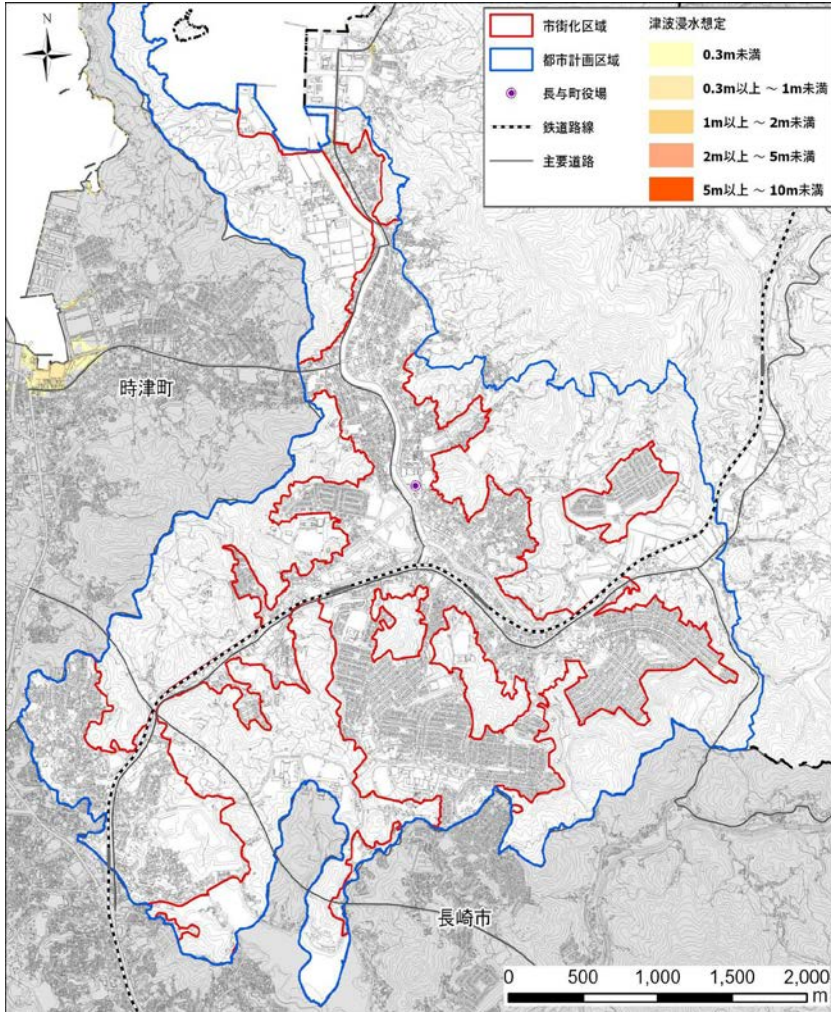 N
市街化区域
都市計画区域
長与町役場
鉄道路線
主要道路
津波浸水想定
0.3m未満
0.3m以上 ～ 1m未満
1m以上 ～ 2m未満
2m以上 ～ 5m未満
5m以上 ～ 10m未満
時津町
長崎市
0 500 1,000 1,500 2,000
m